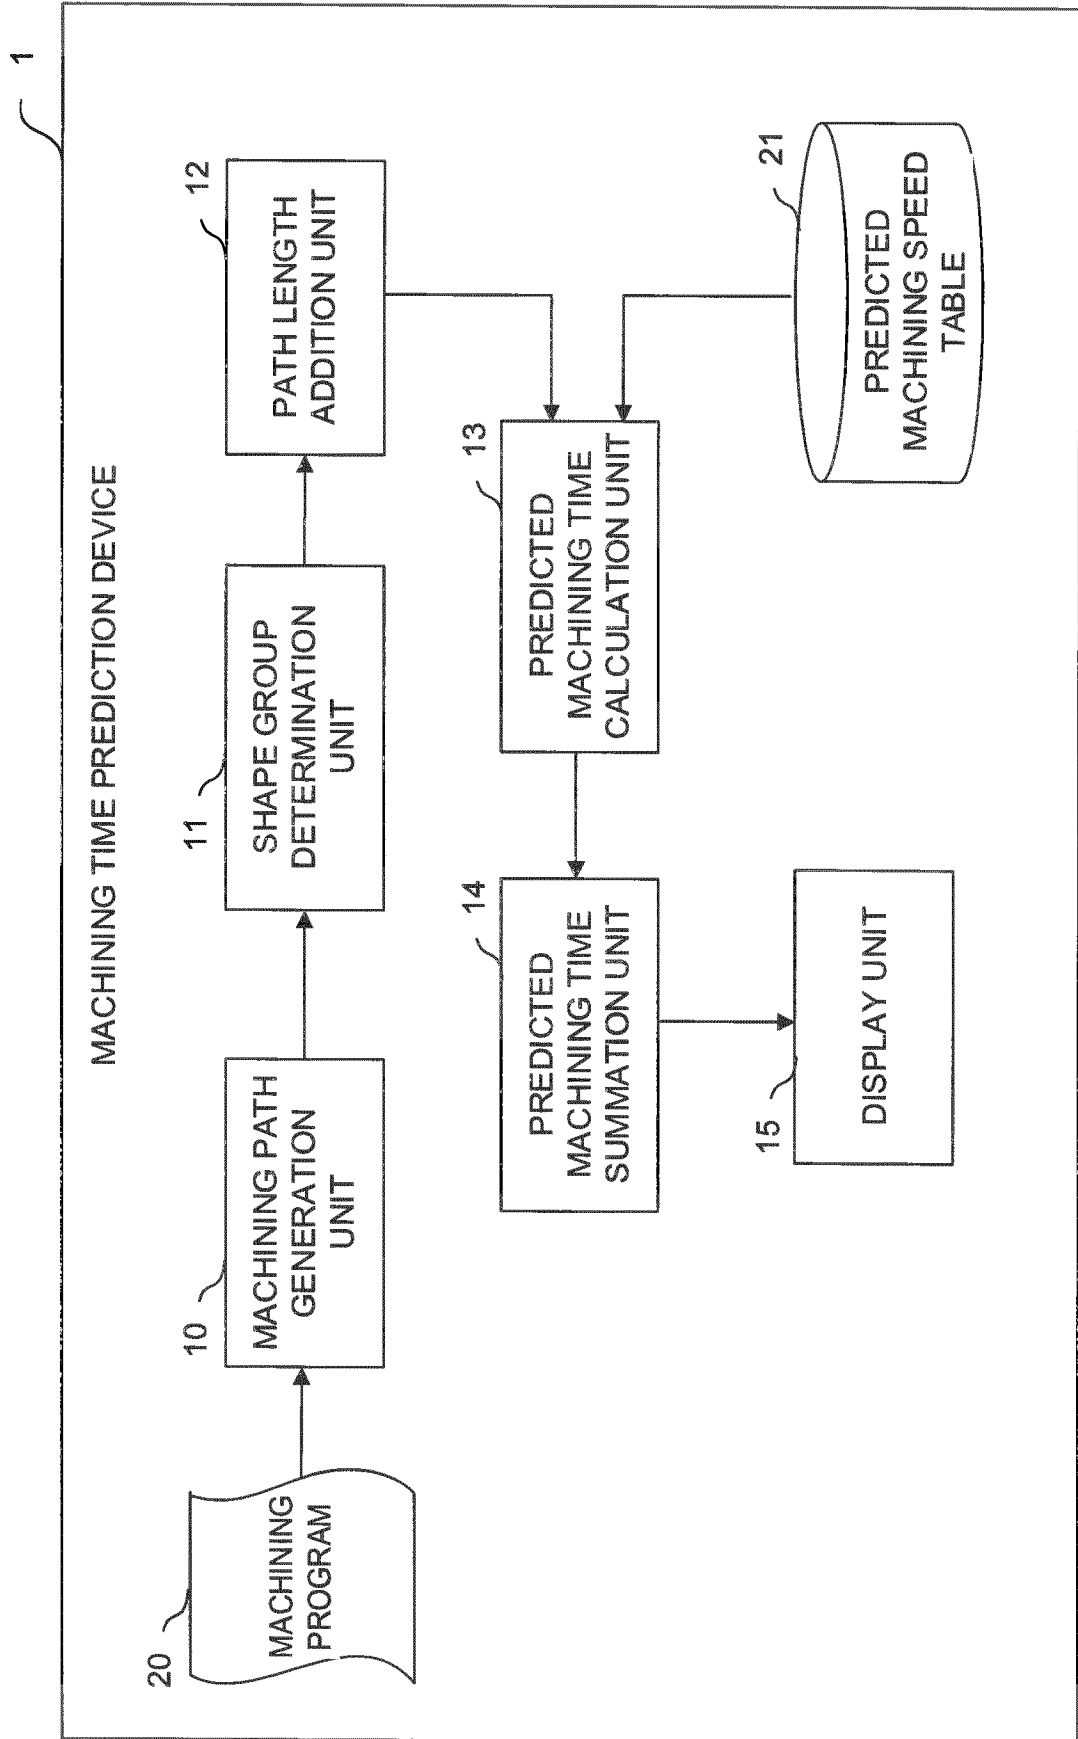 1
MACHINING TIME PREDICTION DEVICE
20
MACHINING
PROGRAM
10
MACHINING PATH
GENERATION
UNIT
11
SHAPE GROUP
DETERMINATION
UNIT
12
PATH LENGTH
ADDITION UNIT
14
PREDICTED
MACHINING TIME
SUMMATION UNIT
13
PREDICTED
MACHINING TIME
CALCULATION UNIT
15
DISPLAY UNIT
21
PREDICTED
MACHINING SPEED
TABLE